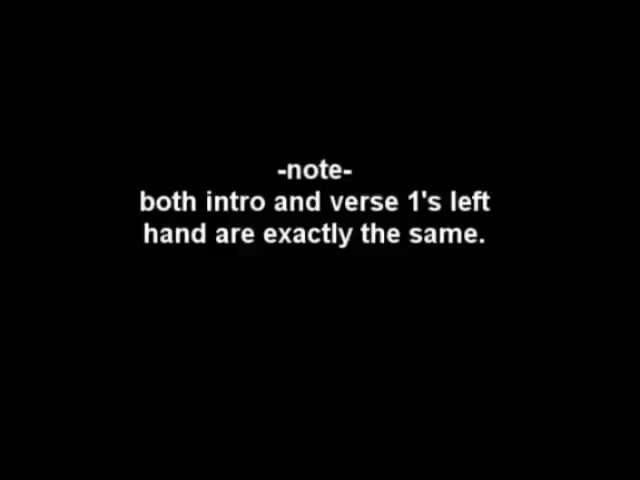 -note-
both intro and verse 1's left
hand are exactly the same.